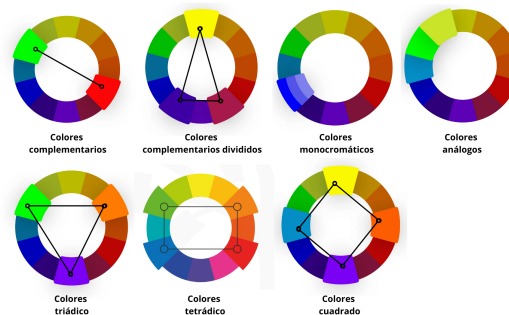 Colores
complementarios
Colores
complementarios divididos
Colores
monocromáticos
Colores
análogos
Colores
triádico
Colores
tetrádico
Colores
cuadrado